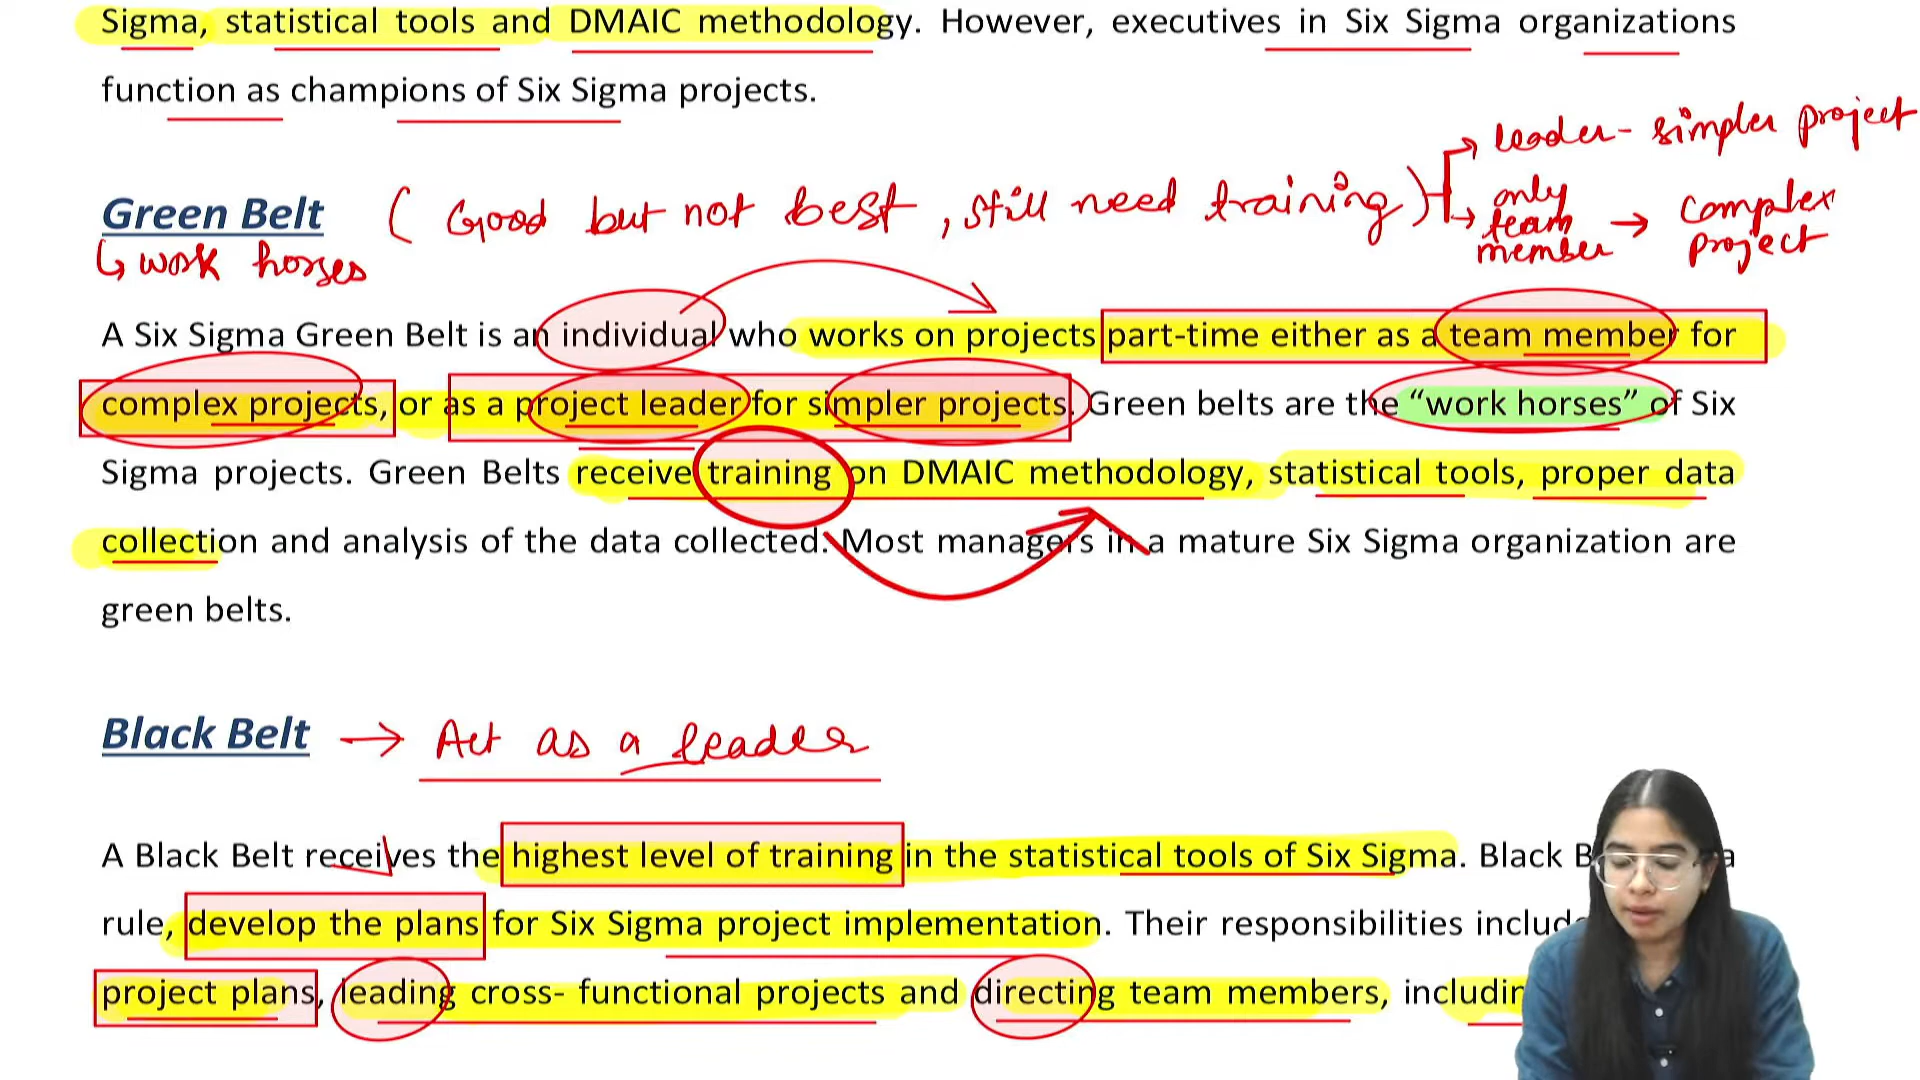 Sigma, statistical tools and DMAIC methodology. However, executives in Six Sigma organizations
function as champions of Six Sigma projects.
leader - simpler project
Green Belt ( Good but not best, still need training )
only team member → complex project
↳ work horses
A Six Sigma Green Belt is an individual who works on projects part-time either as a team member for
complex projects, or as a project leader for simpler projects. Green belts are the “work horses” of Six
Sigma projects. Green Belts receive training on DMAIC methodology, statistical tools, proper data
collection and analysis of the data collected. Most managers in a mature Six Sigma organization are
green belts.
Black Belt → Act as a leader
A Black Belt receives the highest level of training in the statistical tools of Six Sigma. Black a
rule, develop the plans for Six Sigma project implementation. Their responsibilities
project plans, leading cross- functional projects and directing team members,